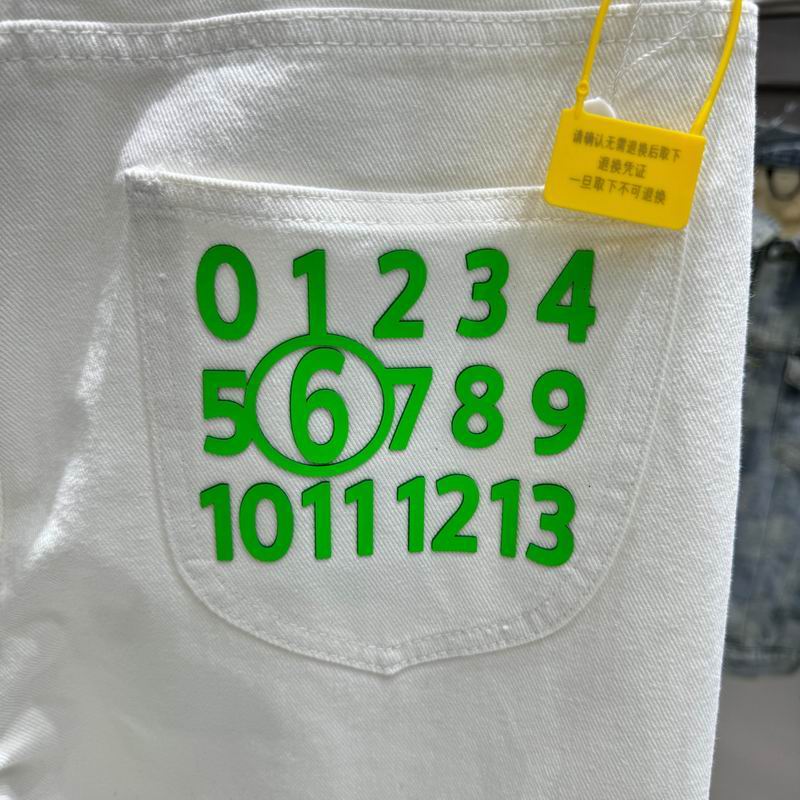 请确认无需退换后取下
退换凭证
一旦取下不可退换
0 1 2 3 4
5 6 7 8 9
10 11 12 13